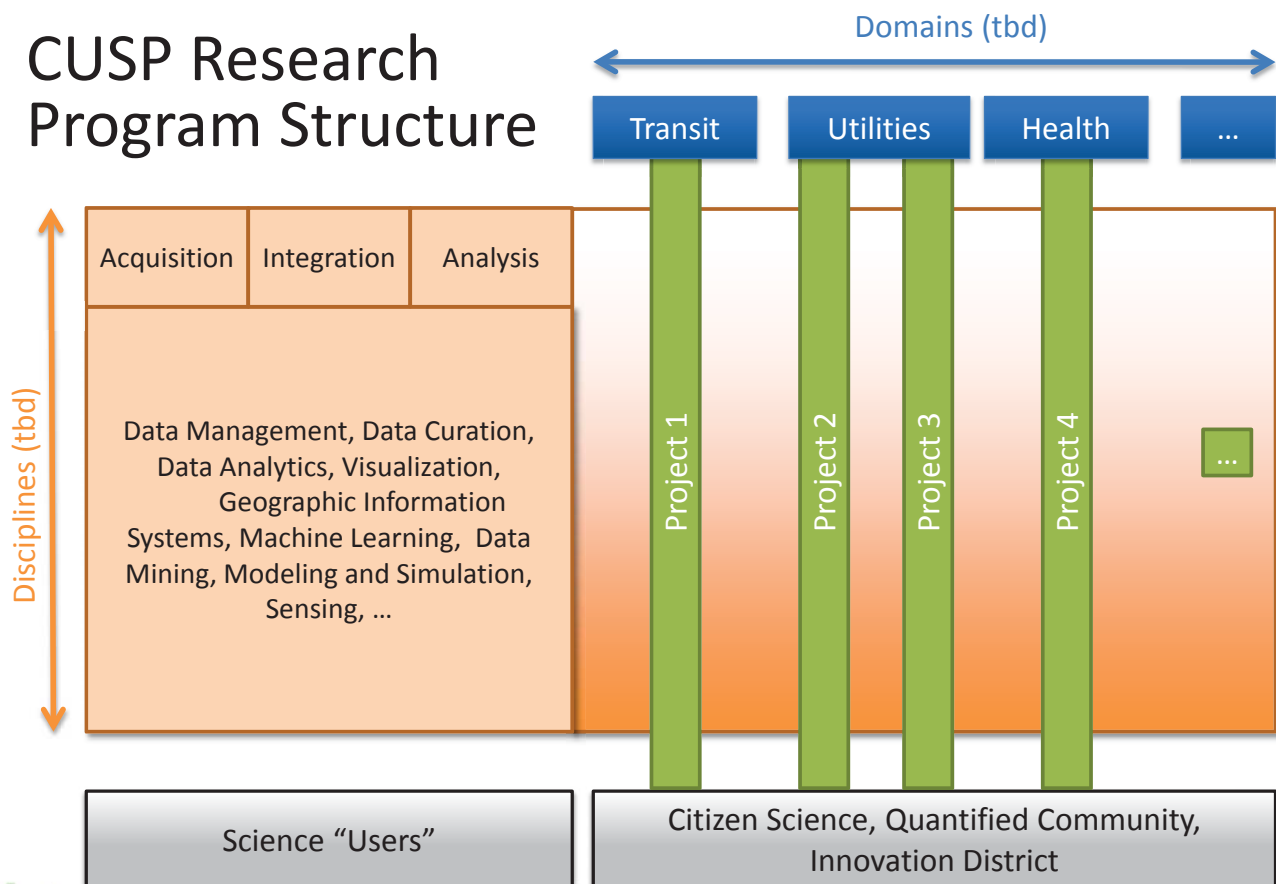 CUSP Research
Program Structure
Domains (tbd)
Transit
Utilities
Health
...
Disciplines (tbd)
Acquisition
Integration
Analysis
Data Management, Data Curation,
Data Analytics, Visualization,
Geographic Information
Systems, Machine Learning, Data
Mining, Modeling and Simulation,
Sensing, ...
Project 1
Project 2
Project 3
Project 4
...
Science “Users”
Citizen Science, Quantified Community,
Innovation District